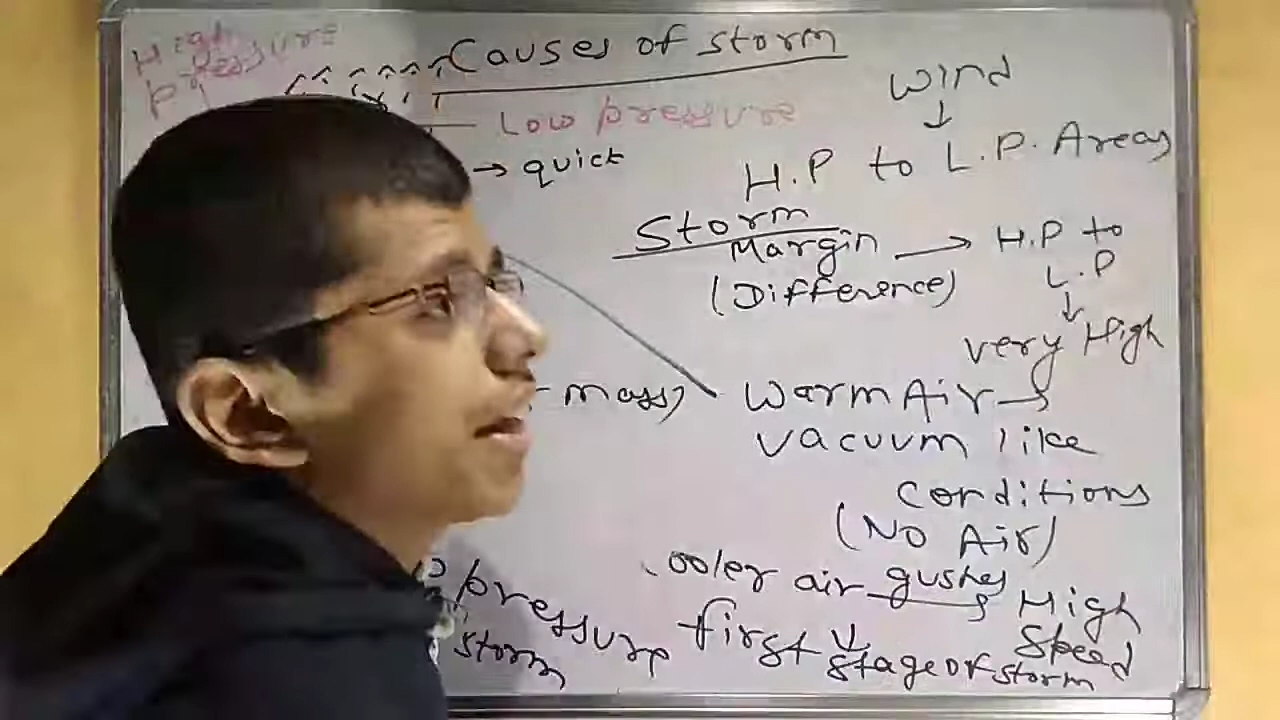 High
pressure
Causes of storm
Low pressure
→ quick
Wind
↓
H.P to L.P. Areas
Storm
Margin → H.P to
L.P
(Difference)
↓
very High
mass) Warm Air →
vacuum like
conditions
(No Air)
ooler air gushes → High
Speed
pressure first ↓
storm stage of storm